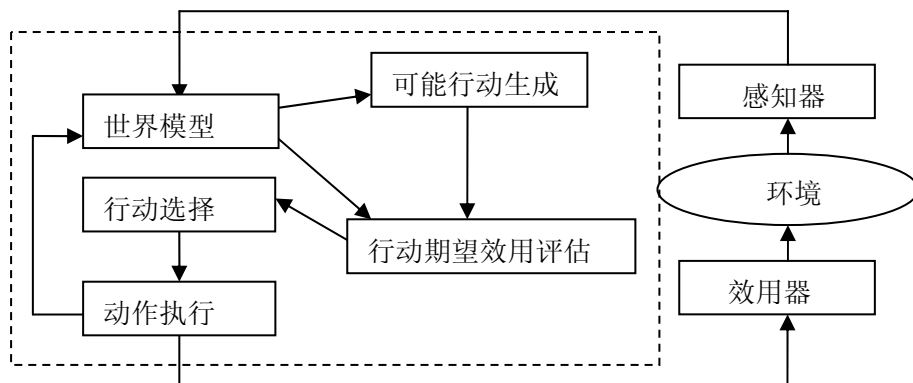 可能行动生成
感知器
世界模型
环境
行动选择
行动期望效用评估
效用器
动作执行